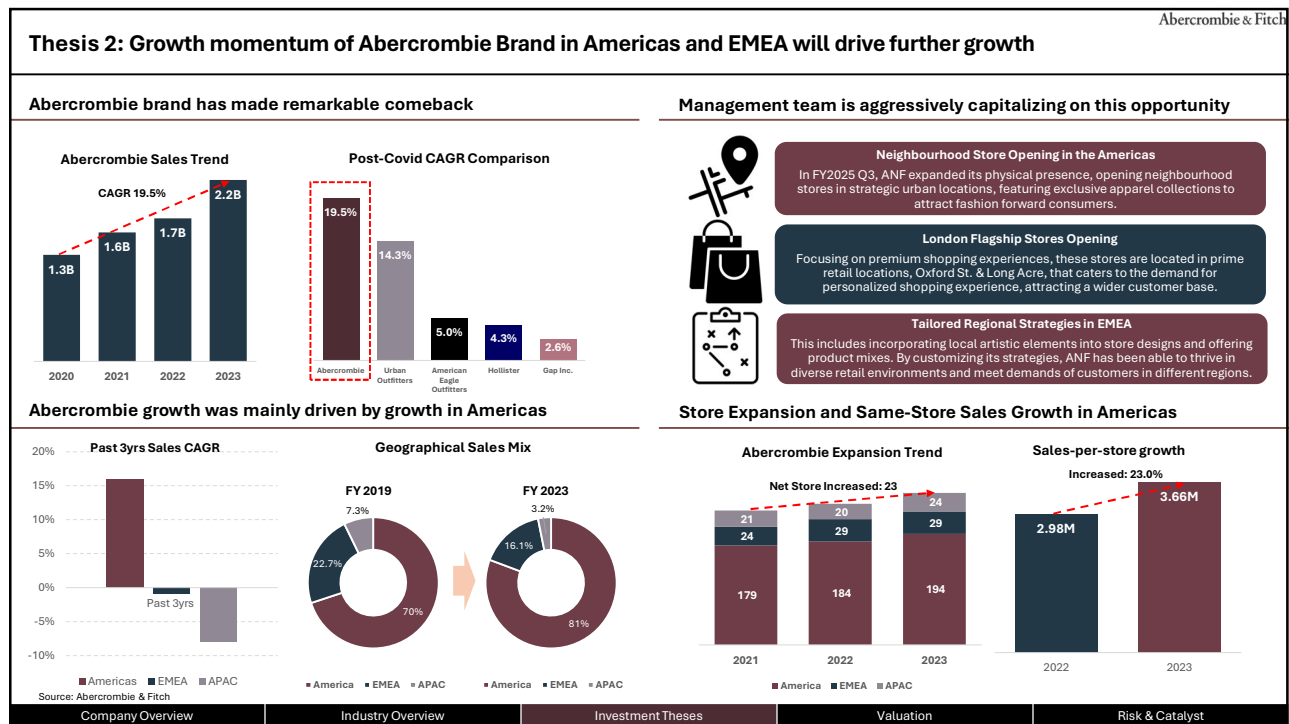 Abercrombie & Fitch
Thesis 2: Growth momentum of Abercrombie Brand in Americas and EMEA will drive further growth
Abercrombie brand has made remarkable comeback
Abercrombie Sales Trend
CAGR 19.5%
1.3B
1.6B
1.7B
2.2B
2020
2021
2022
2023
Post-Covid CAGR Comparison
19.5%
14.3%
5.0%
4.3%
2.6%
Abercrombie
Urban
Outfitters
American
Eagle
Outfitters
Hollister
Gap Inc.
Management team is aggressively capitalizing on this opportunity
Neighbourhood Store Opening in the Americas
In FY2025 Q3, ANF expanded its physical presence, opening neighbourhood
stores in strategic urban locations, featuring exclusive apparel collections to
attract fashion forward consumers.
London Flagship Stores Opening
Focusing on premium shopping experiences, these stores are located in prime
retail locations, Oxford St. & Long Acre, that caters to the demand for
personalized shopping experience, attracting a wider customer base.
Tailored Regional Strategies in EMEA
This includes incorporating local artistic elements into store designs and offering
product mixes. By customizing its strategies, ANF has been able to thrive in
diverse retail environments and meet demands of customers in different regions.
Abercrombie growth was mainly driven by growth in Americas
Past 3yrs Sales CAGR
20%
15%
10%
5%
0%
-5%
-10%
Past 3yrs
Americas EMEA APAC
Source: Abercrombie & Fitch
Geographical Sales Mix
FY 2019
7.3%
22.7%
70%
America EMEA APAC
FY 2023
3.2%
16.1%
81%
America EMEA APAC
Store Expansion and Same-Store Sales Growth in Americas
Abercrombie Expansion Trend
Net Store Increased: 23
21
24
179
20
29
184
24
29
194
2021
2022
2023
America EMEA APAC
Sales-per-store growth
Increased: 23.0%
2.98M
3.66M
2022
2023
Company Overview
Industry Overview
Investment Theses
Valuation
Risk & Catalyst